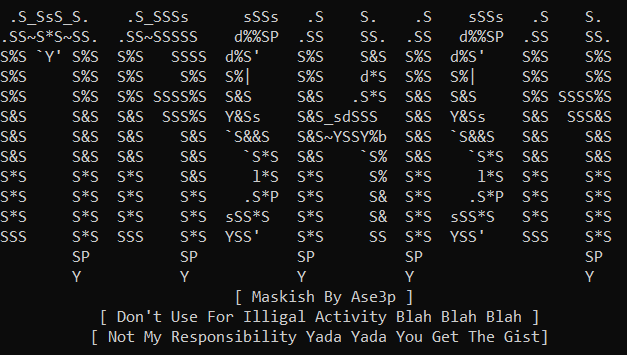 MASKISH
[ Maskish By Ase3p ]
[ Don't Use For Illigal Activity Blah Blah Blah ]
[ Not My Responsibility Yada Yada You Get The Gist]